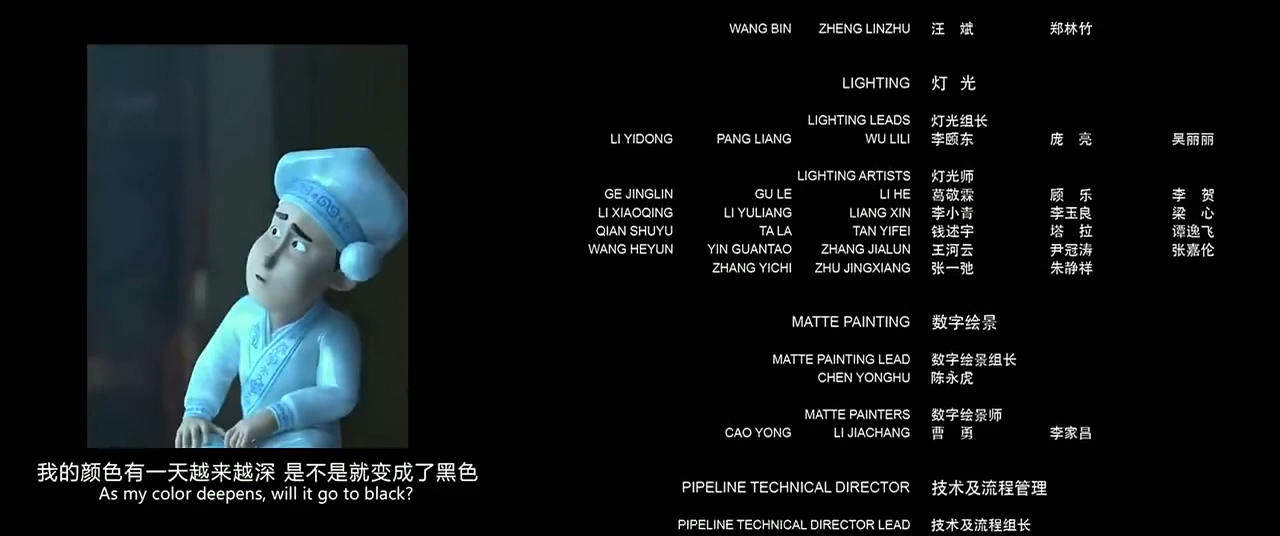 WANG BIN ZHENG LINZHU 汪 斌 郑林竹
LIGHTING 灯 光
LIGHTING LEADS 灯光组长
LI YIDONG PANG LIANG WU LILI 李颐东 庞 亮 吴丽丽
LIGHTING ARTISTS 灯光师
GE JINGLIN GU LE LI HE 葛敬霖 顾 乐 李 贺
LI XIAOQING LI YULIANG LIANG XIN 李小青 李玉良 梁 心
QIAN SHUYU TA LA TAN YIFEI 钱述宇 塔 拉 谭逸飞
WANG HEYUN YIN GUANTAO ZHANG JIALUN 王河云 尹冠涛 张嘉伦
ZHANG YICHI ZHU JINGXIANG 张一弛 朱静祥
MATTE PAINTING 数字绘景
MATTE PAINTING LEAD 数字绘景组长
CHEN YONGHU 陈永虎
MATTE PAINTERS 数字绘景师
CAO YONG LI JIACHANG 曹 勇 李家昌
PIPELINE TECHNICAL DIRECTOR 技术及流程管理
PIPELINE TECHNICAL DIRECTOR LEAD 技术及流程组长
我的颜色有一天越来越深 是不是就变成了黑色
As my color deepens, will it go to black?